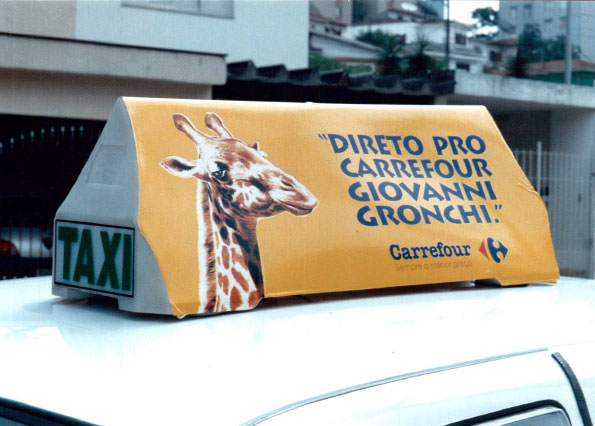 TAXI
"DIRETO PRO
CARREFOUR
GIOVANNI
GRONCHI."
Carrefour
Sempre o menor preço